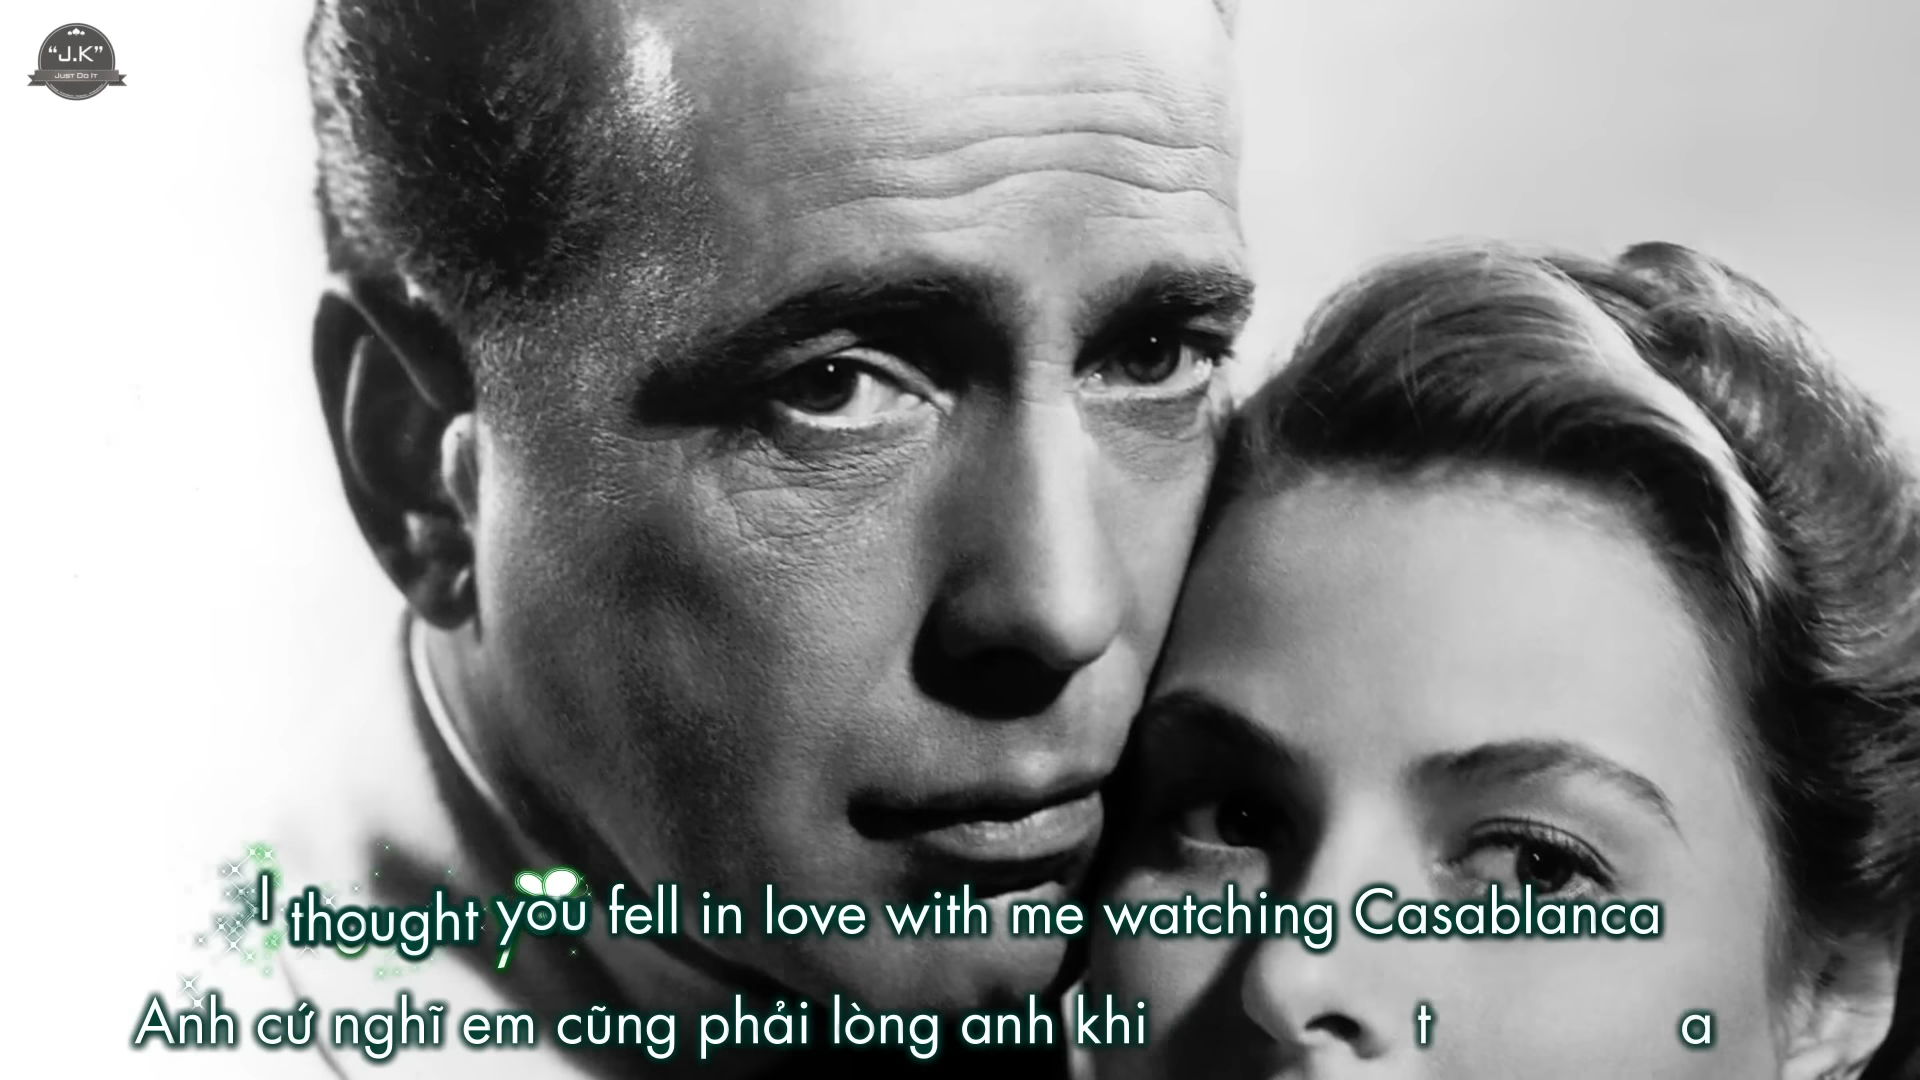 “J.K”
JUST DO IT
I thought you fell in love with me watching Casablanca
Anh cứ nghĩ em cũng phải lòng anh khi t a